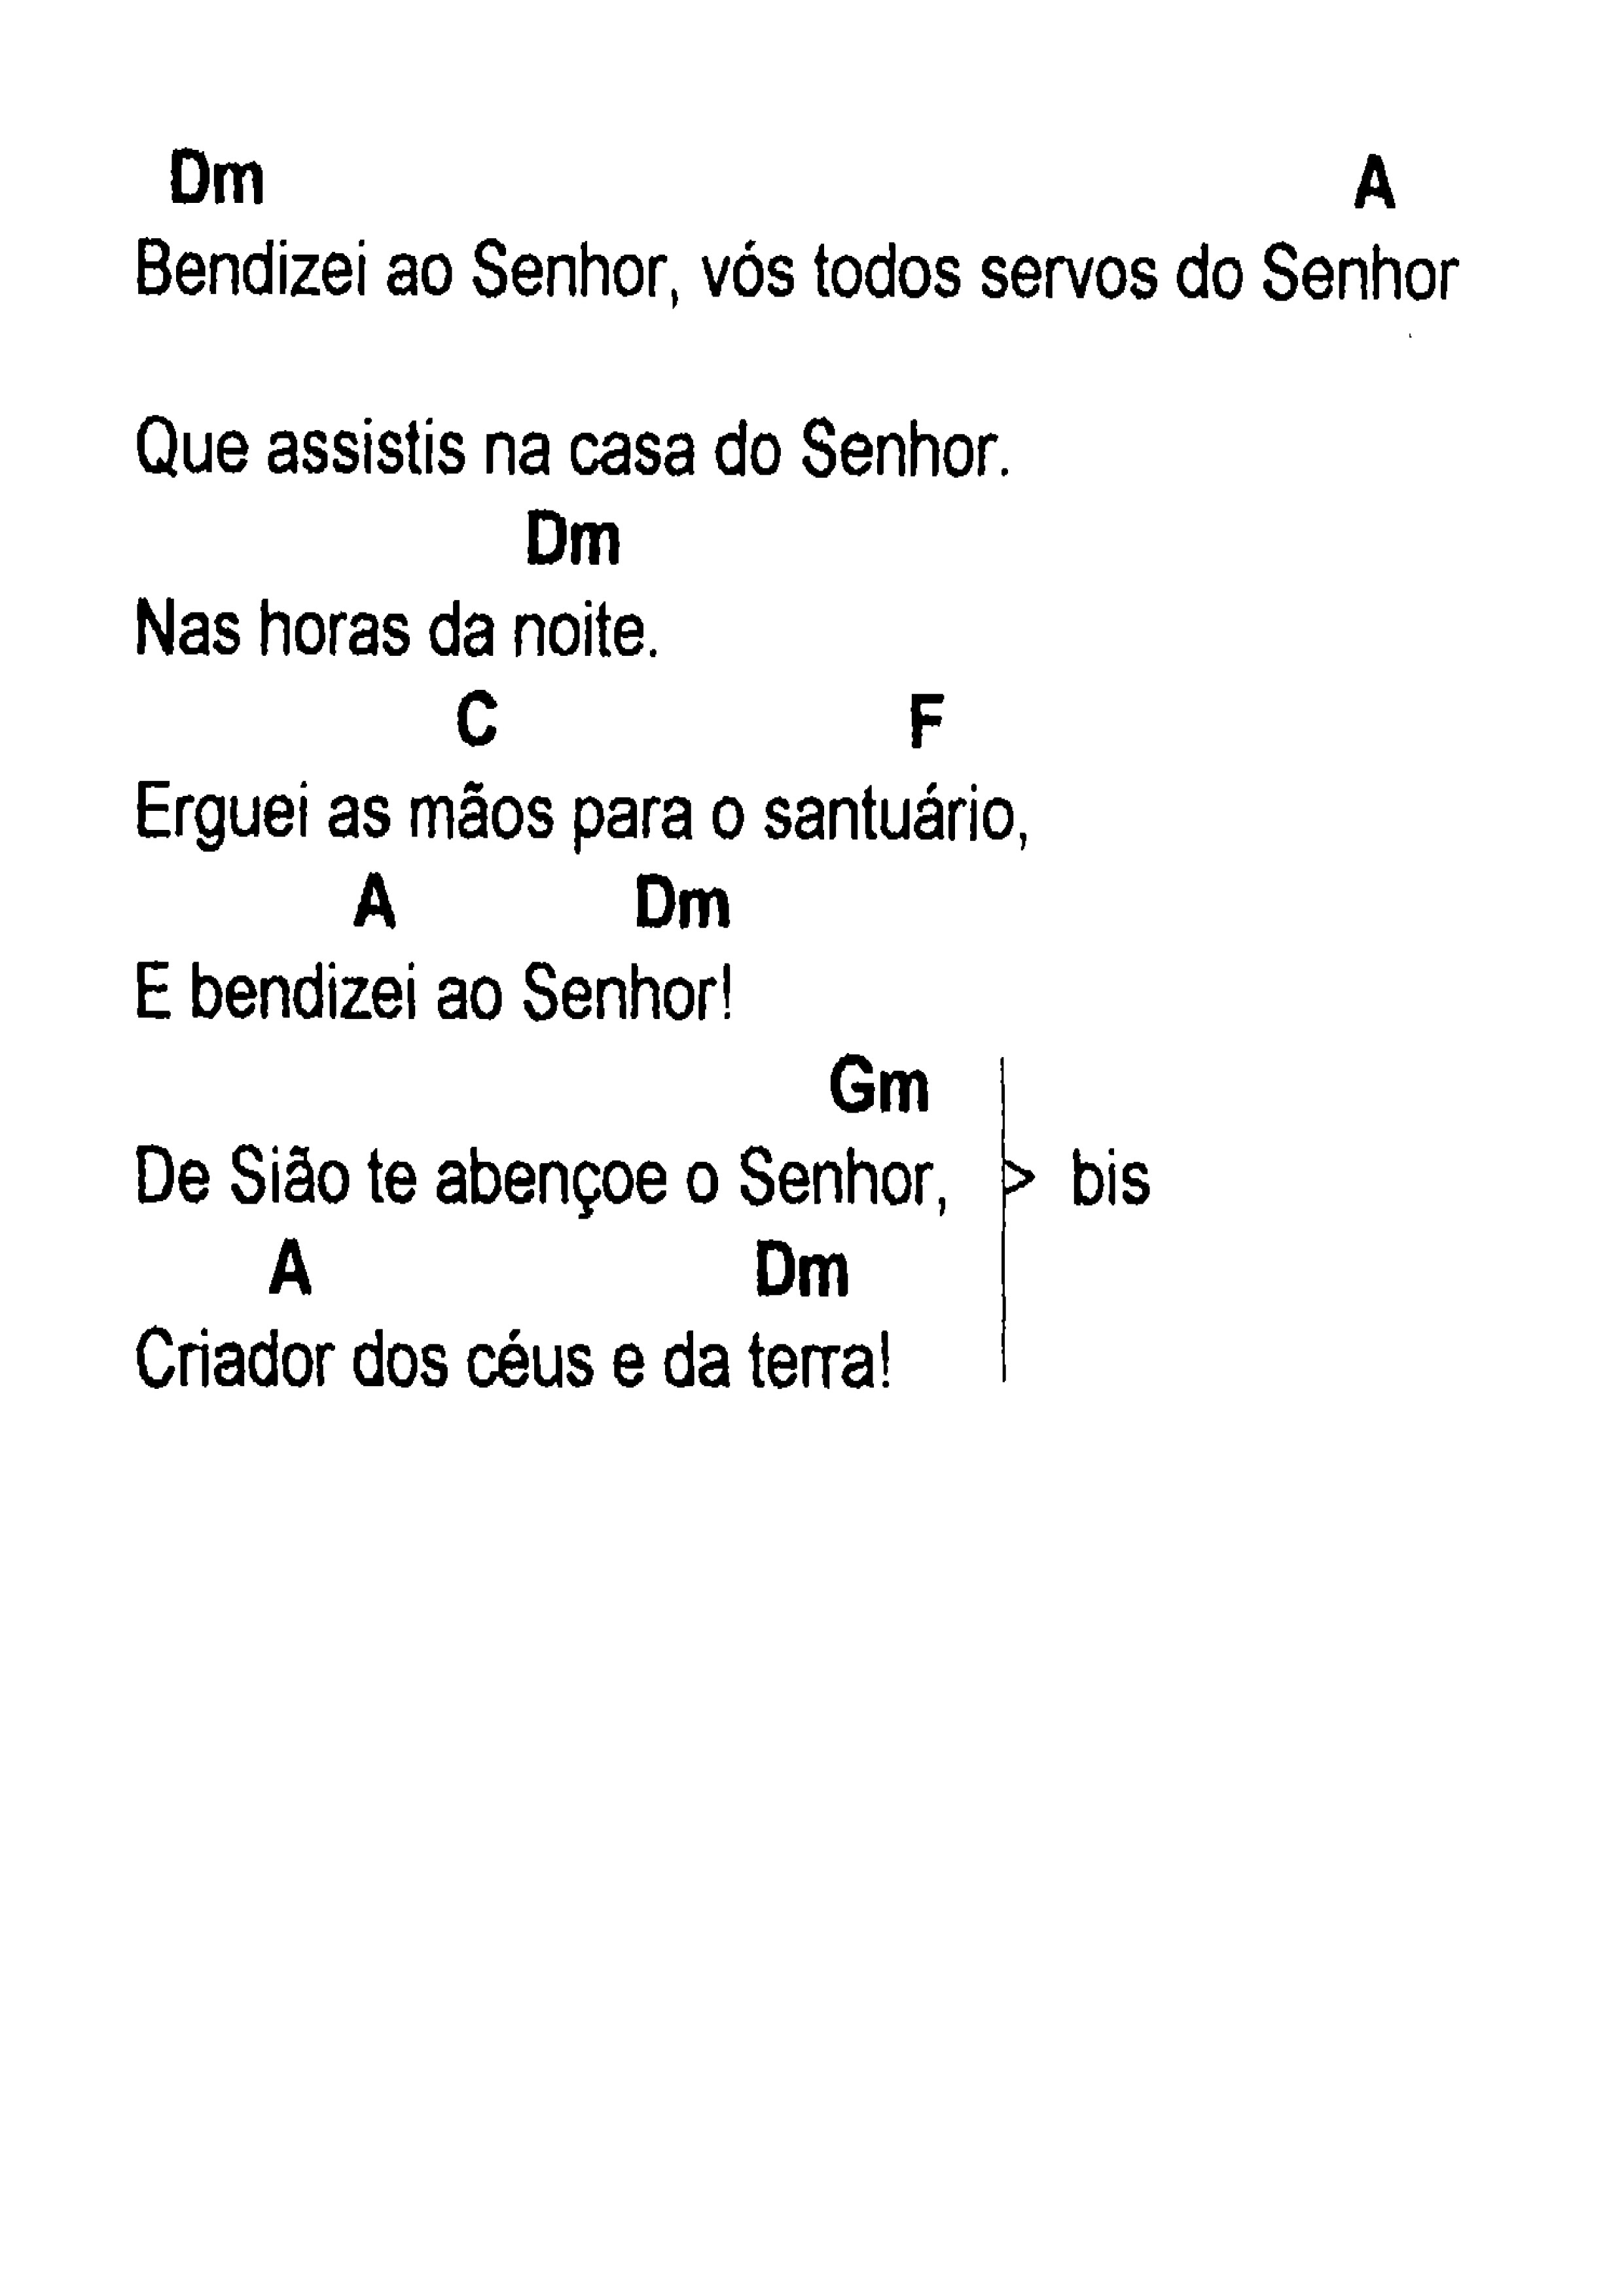 Dm A
Bendizei ao Senhor, vós todos servos do Senhor
Que assistis na casa do Senhor.
Dm
Nas horas da noite.
C F
Erguei as mãos para o santuário,
A Dm
E bendizei ao Senhor!
Gm
De Sião te abençoe o Senhor, > bis
A Dm
Criador dos céus e da terra!